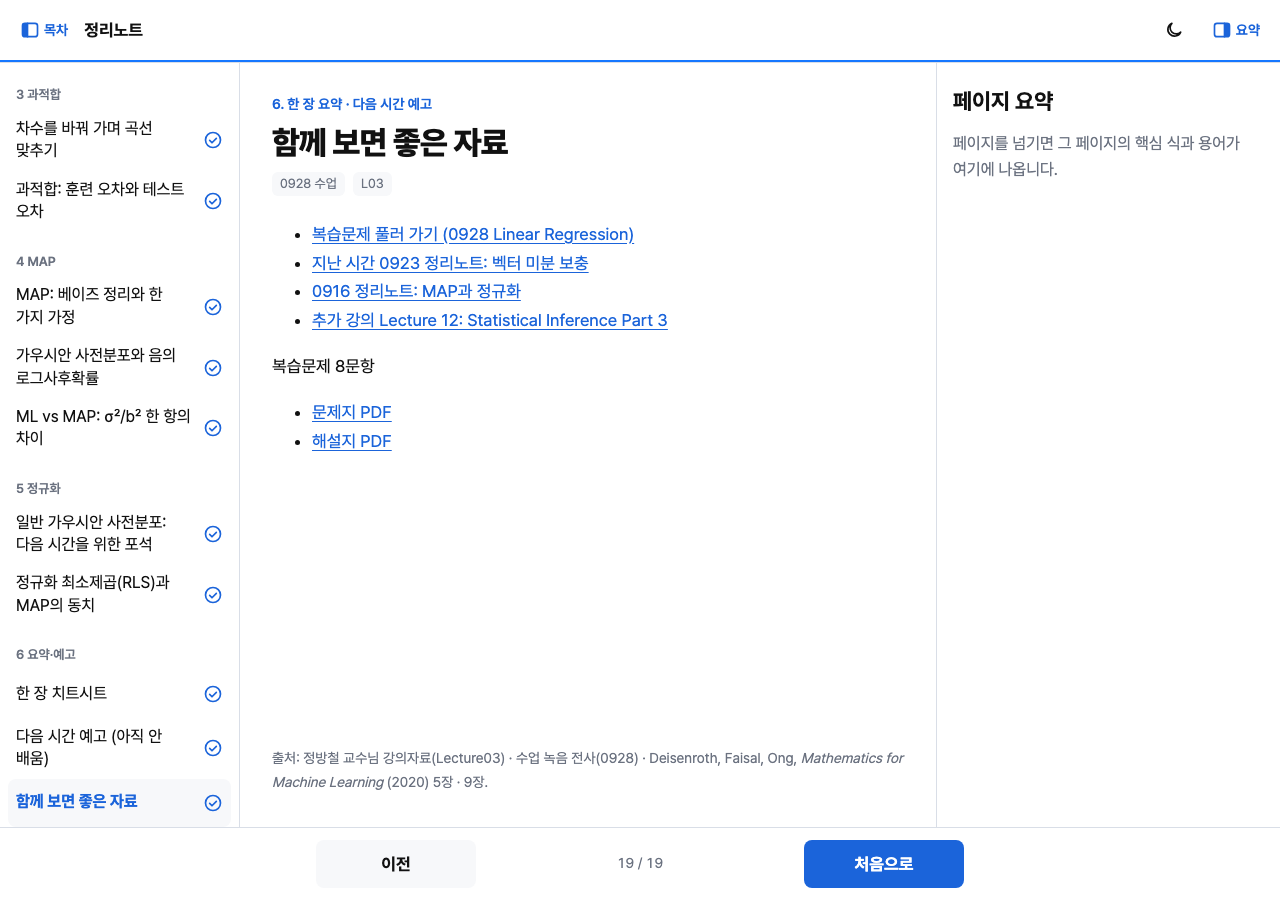 목차 정리노트 요약
3 과적합
차수를 바꿔 가며 곡선
맞추기
과적합: 훈련 오차와 테스트
오차
4 MAP
MAP: 베이즈 정리와 한
가지 가정
가우시안 사전분포와 음의
로그사후확률
ML vs MAP: σ²/b² 한 항의
차이
5 정규화
일반 가우시안 사전분포:
다음 시간을 위한 포석
정규화 최소제곱(RLS)과
MAP의 동치
6 요약·예고
한 장 치트시트
다음 시간 예고 (아직 안
배움)
함께 보면 좋은 자료
6. 한 장 요약 · 다음 시간 예고
함께 보면 좋은 자료
0928 수업 L03
복습문제 풀러 가기 (0928 Linear Regression)
지난 시간 0923 정리노트: 벡터 미분 보충
0916 정리노트: MAP과 정규화
추가 강의 Lecture 12: Statistical Inference Part 3
복습문제 8문항
문제지 PDF
해설지 PDF
출처: 정방철 교수님 강의자료(Lecture03) · 수업 녹음 전사(0928) · Deisenroth, Faisal, Ong, Mathematics for
Machine Learning (2020) 5장 · 9장.
페이지 요약
페이지를 넘기면 그 페이지의 핵심 식과 용어가
여기에 나옵니다.
이전 19 / 19 처음으로